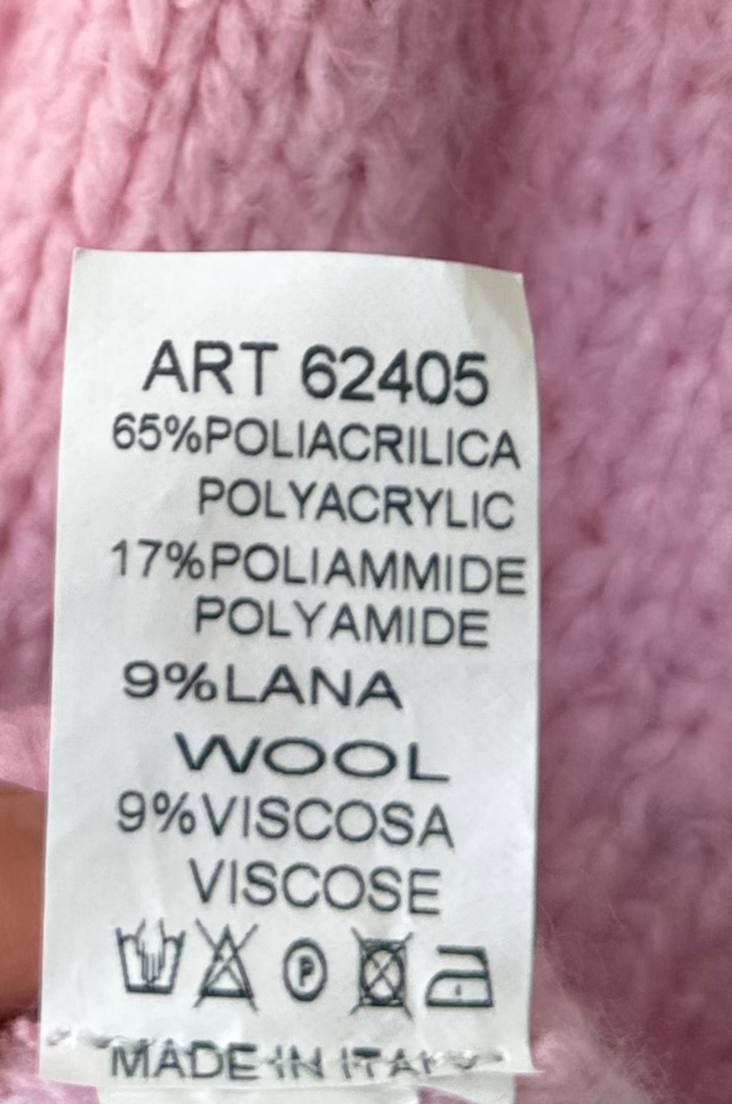 ART 62405
65%POLIACRILICA
POLYACRYLIC
17%POLIAMMIDE
POLYAMIDE
9%LANA
WOOL
9%VISCOSA
VISCOSE
P
MADE IN ITALY